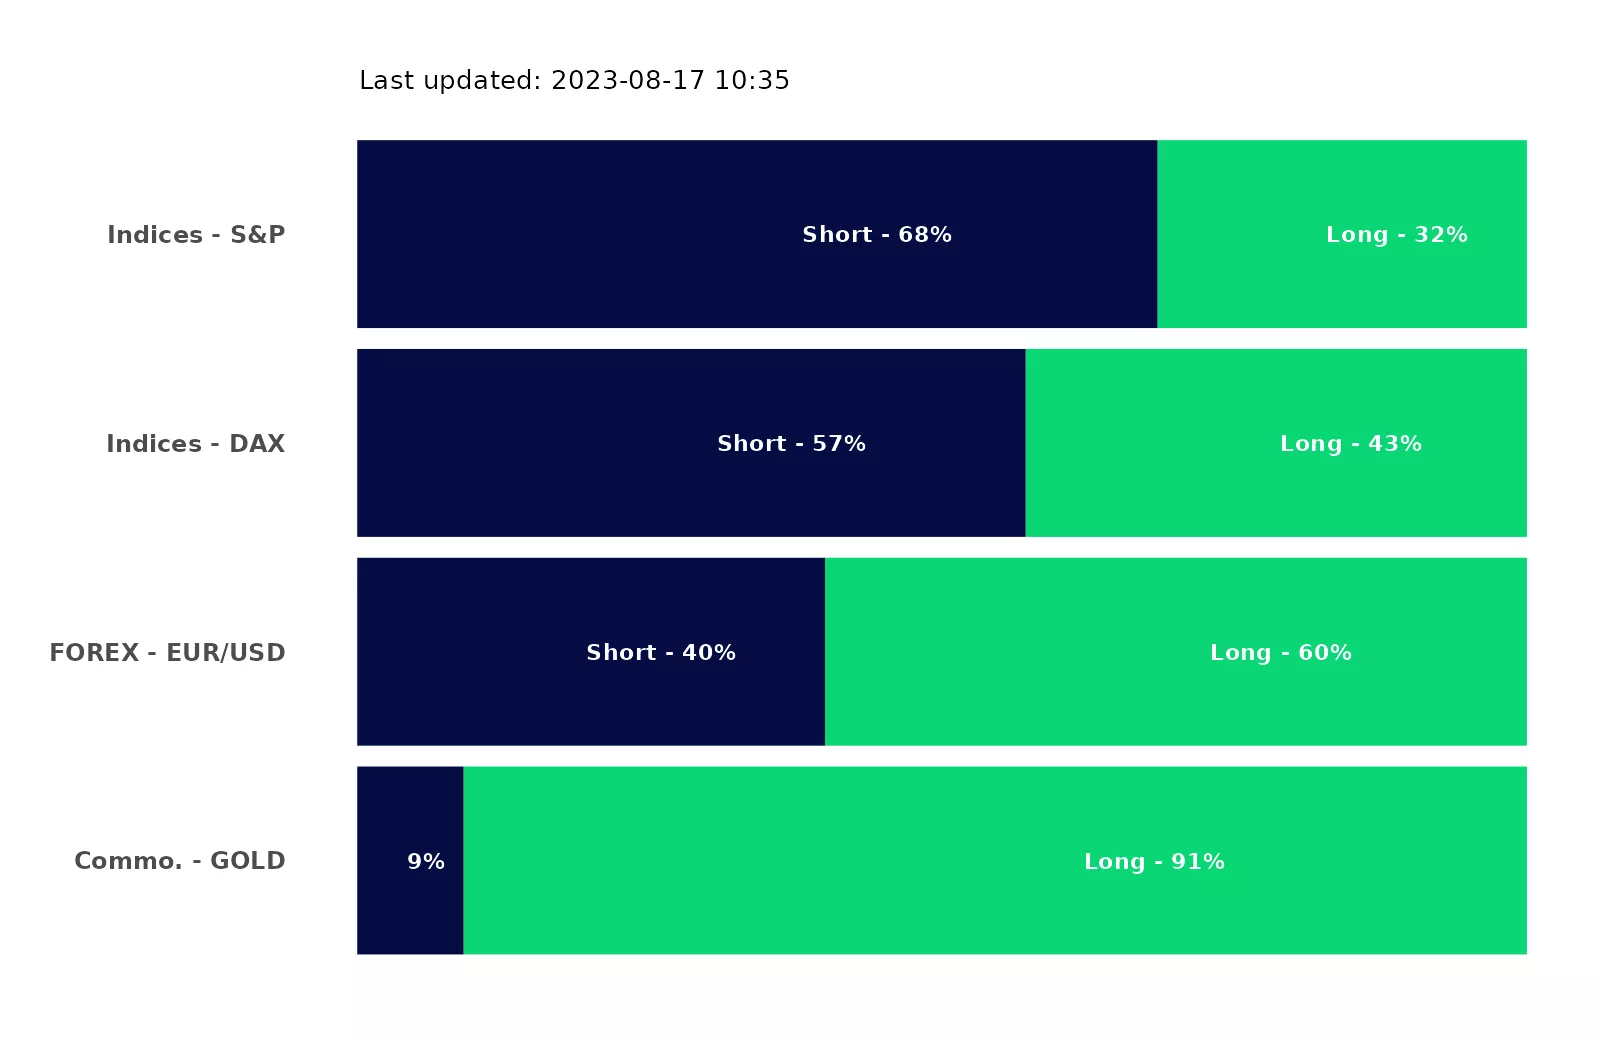 Last updated: 2023-08-17 10:35
Indices - S&P Short - 68% Long - 32%
Indices - DAX Short - 57% Long - 43%
FOREX - EUR/USD Short - 40% Long - 60%
Commo. - GOLD 9% Long - 91%